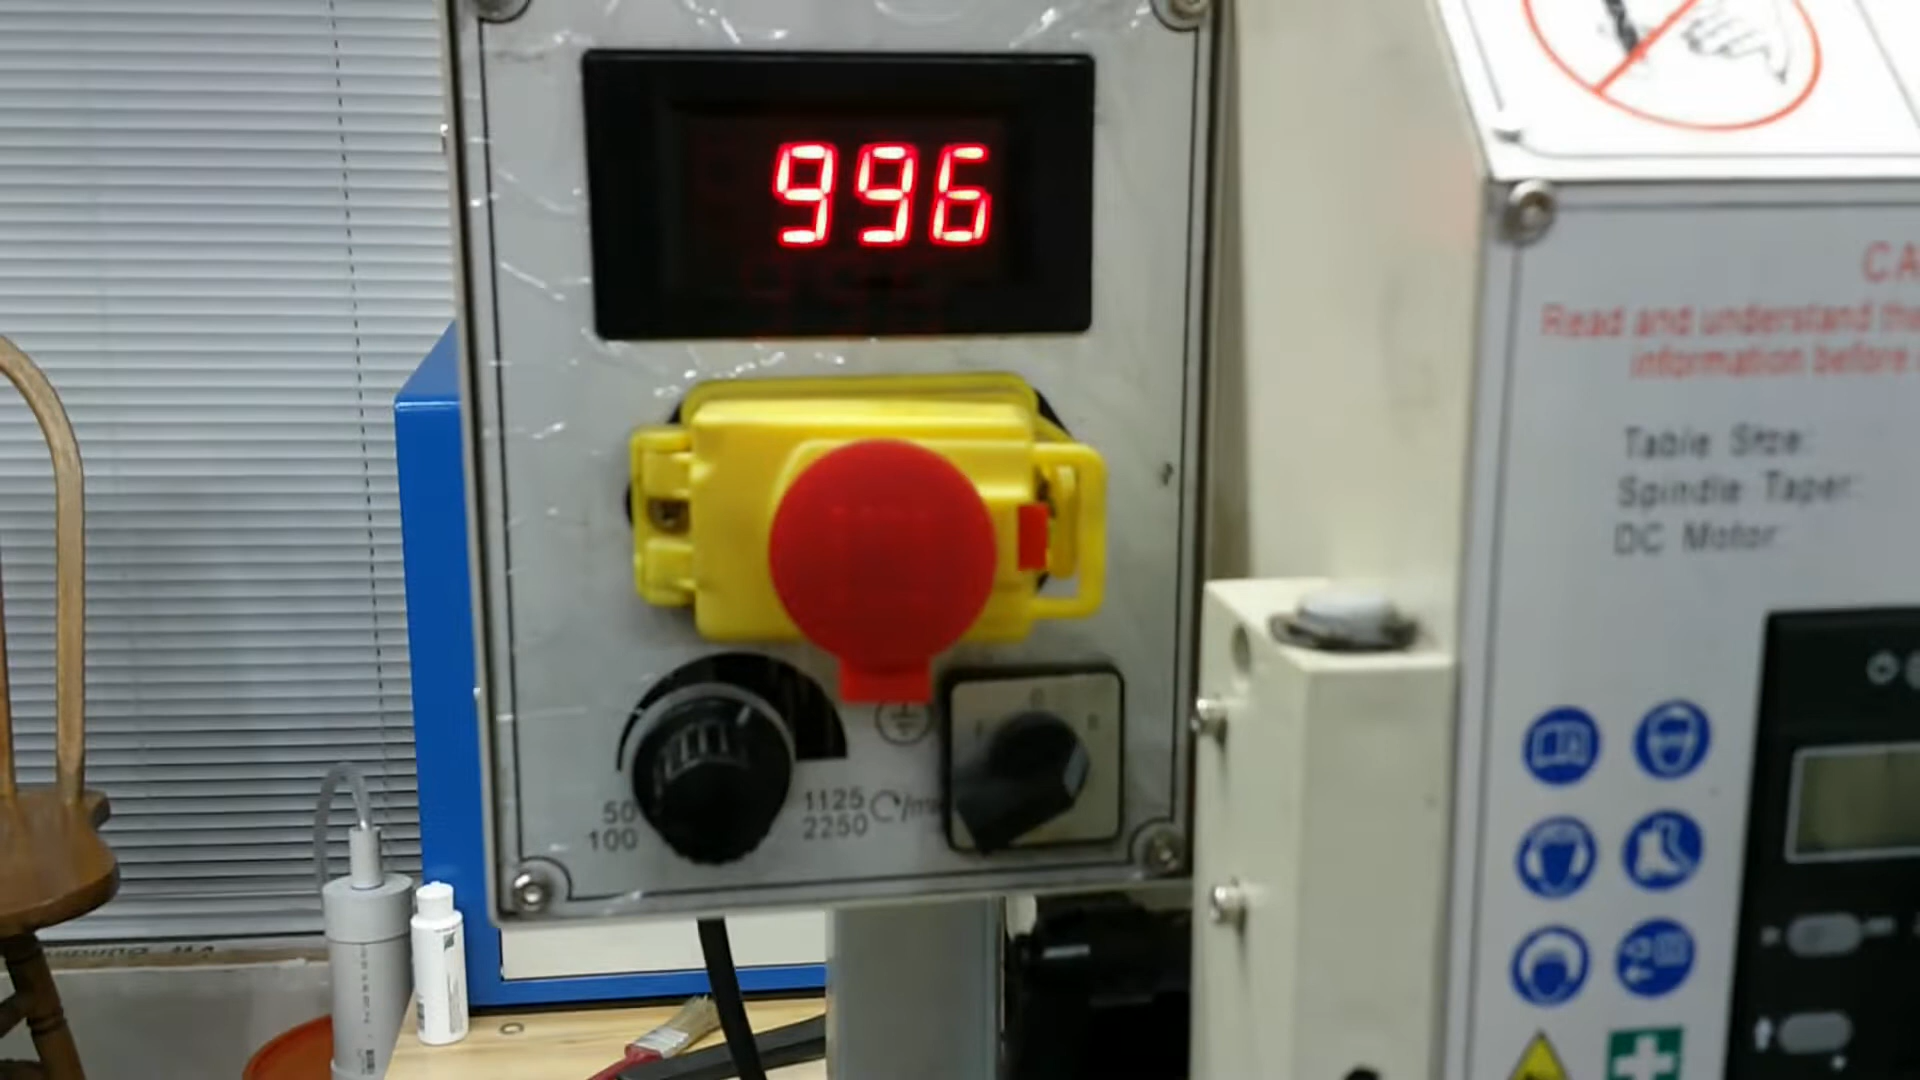 996
50
100
1125
2250
CA
Read and understand the
information before
Table Size:
Spindle Taper:
DC Motor: